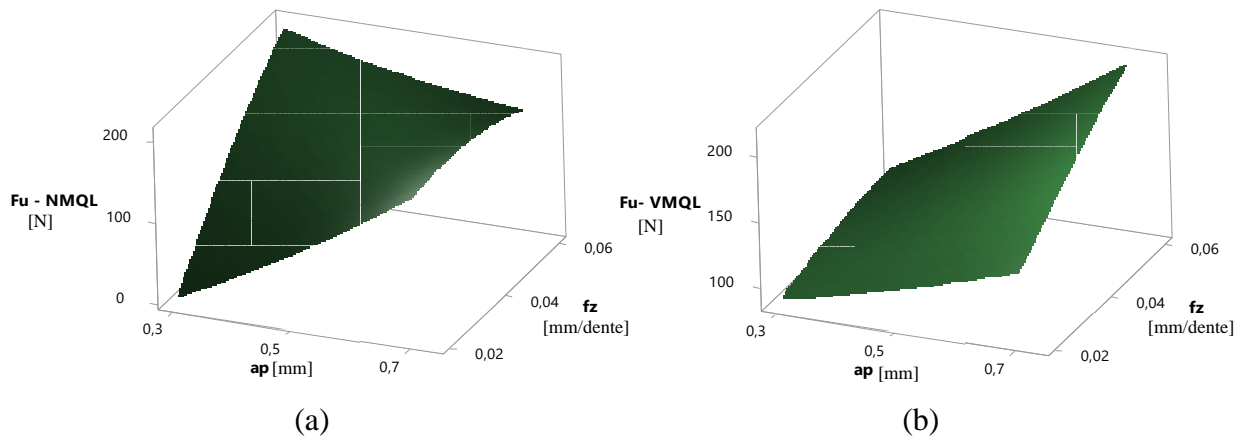 200
Fu - NMQL
[N]
100
0
0,3
0,5
0,7
ap [mm]
0,02
0,04
0,06
fz
[mm/dente]
(a)
200
Fu- VMQL
[N]
150
100
0,3
0,5
0,7
ap [mm]
0,02
0,04
0,06
fz
[mm/dente]
(b)